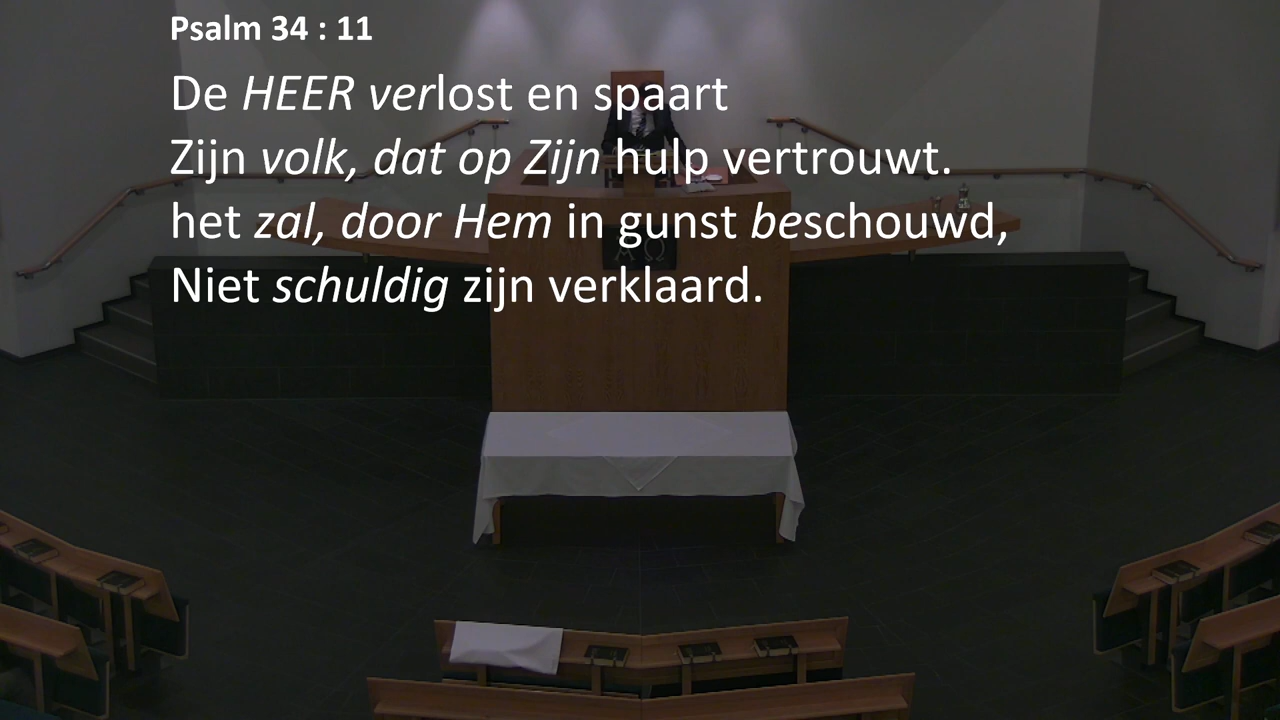 Psalm 34 : 11
De HEER verlost en spaart
Zijn volk, dat op Zijn hulp vertrouwt.
het zal, door Hem in gunst beschouwd,
Niet schuldig zijn verklaard.
Α Ω